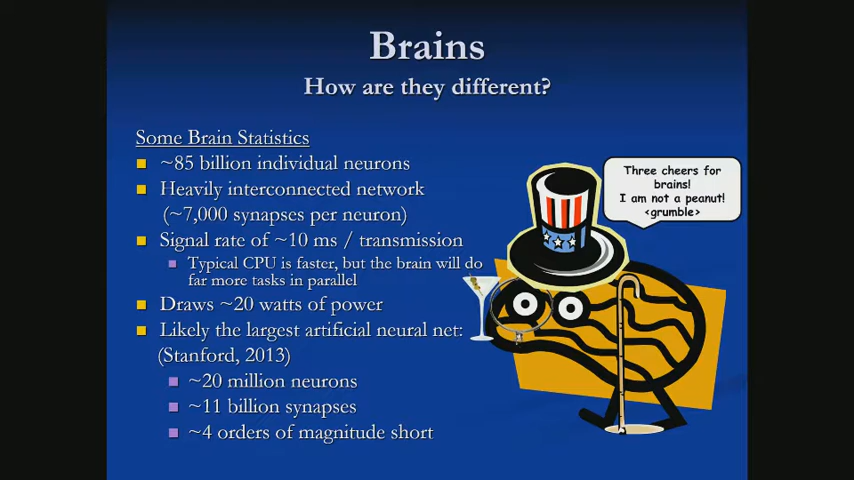 Brains
How are they different?
Some Brain Statistics
~85 billion individual neurons
Heavily interconnected network
(~7,000 synapses per neuron)
Signal rate of ~10 ms / transmission
Typical CPU is faster, but the brain will do
far more tasks in parallel
Draws ~20 watts of power
Likely the largest artificial neural net:
(Stanford, 2013)
~20 million neurons
~11 billion synapses
~4 orders of magnitude short
Three cheers for
brains!
I am not a peanut!
<grumble>